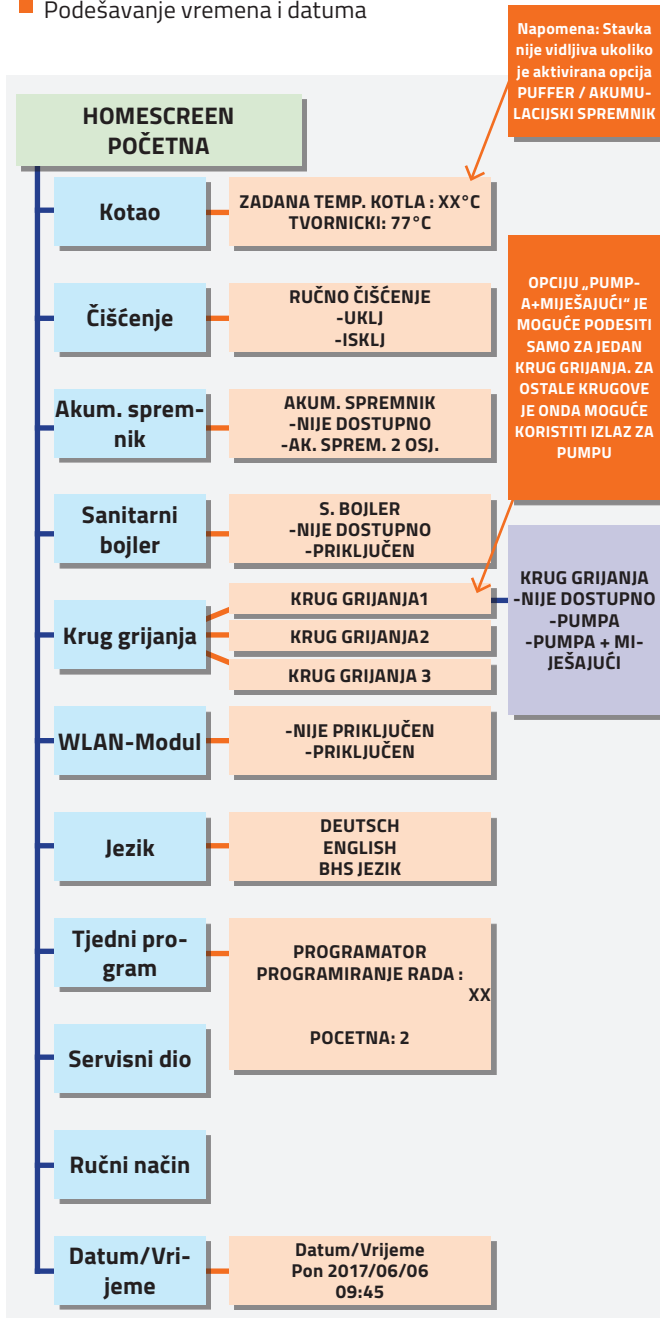 Podešavanje vremena i datuma
Napomena: Stavka
nije vidljiva ukoliko
je aktivirana opcija
PUFFER / AKUMU-
LACIJSKI SPREMNIK
HOMESCREEN
POČETNA
Kotao
ZADANA TEMP. KOTLA : XX°C
TVORNICKI: 77°C
Čišćenje
RUČNO ČIŠĆENJE
-UKLJ
-ISKLJ
OPCIJU „PUMP-
A+MIJEŠAJUĆI“ JE
MOGUĆE PODESITI
SAMO ZA JEDAN
KRUG GRIJANJA. ZA
OSTALE KRUGOVE
JE ONDA MOGUĆE
KORISTITI IZLAZ ZA
PUMPU
Akum. sprem-
nik
AKUM. SPREMNIK
-NIJE DOSTUPNO
-AK. SPREM. 2 OSJ.
Sanitarni
bojler
S. BOJLER
-NIJE DOSTUPNO
-PRIKLJUČEN
Krug grijanja
KRUG GRIJANJA1
KRUG GRIJANJA2
KRUG GRIJANJA 3
KRUG GRIJANJA
-NIJE DOSTUPNO
-PUMPA
-PUMPA + MI-
JEŠAJUĆI
WLAN-Modul
-NIJE PRIKLJUČEN
-PRIKLJUČEN
Jezik
DEUTSCH
ENGLISH
BHS JEZIK
Tjedni pro-
gram
PROGRAMATOR
PROGRAMIRANJE RADA :
XX
POCETNA: 2
Servisni dio
Ručni način
Datum/Vri-
jeme
Datum/Vrijeme
Pon 2017/06/06
09:45